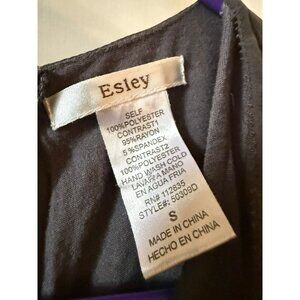 Esley
SELF
100%POLYESTER
CONTRAST1
95%RAYON
5%SPANDEX
CONTRAST2
100%POLYESTER
HAND WASH COLD
LAVAR A MANO
EN AGUA FRIA
RN# 112835
STYLE#: 50309D
S
MADE IN CHINA
HECHO EN CHINA